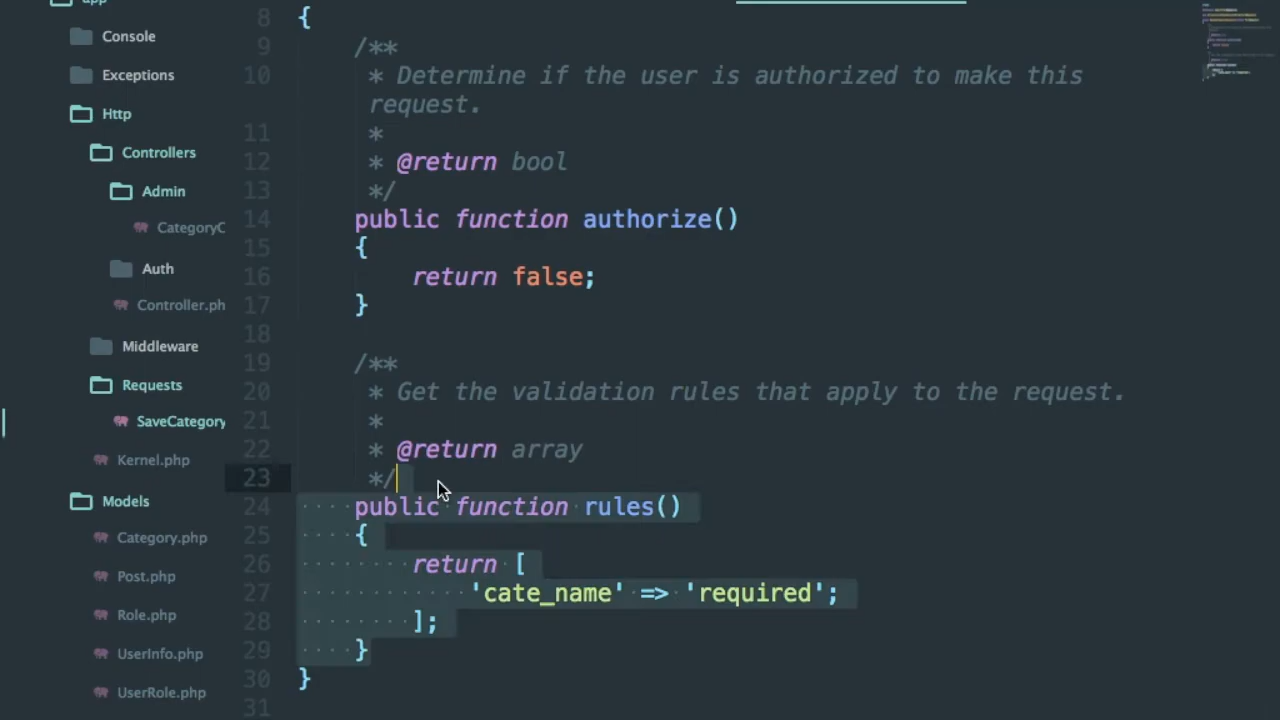 app
Console
Exceptions
Http
Controllers
Admin
CategoryC
Auth
Controller.ph
Middleware
Requests
SaveCategory
Kernel.php
Models
Category.php
Post.php
Role.php
UserInfo.php
UserRole.php
8 {
9 /**
10 * Determine if the user is authorized to make this
request.
11 *
12 * @return bool
13 */
14 public function authorize()
15 {
16 return false;
17 }
18
19 /**
20 * Get the validation rules that apply to the request.
21 *
22 * @return array
23 */
24 public function rules()
25 {
26 return [
27 'cate_name' => 'required';
28 ];
29 }
30 }
31